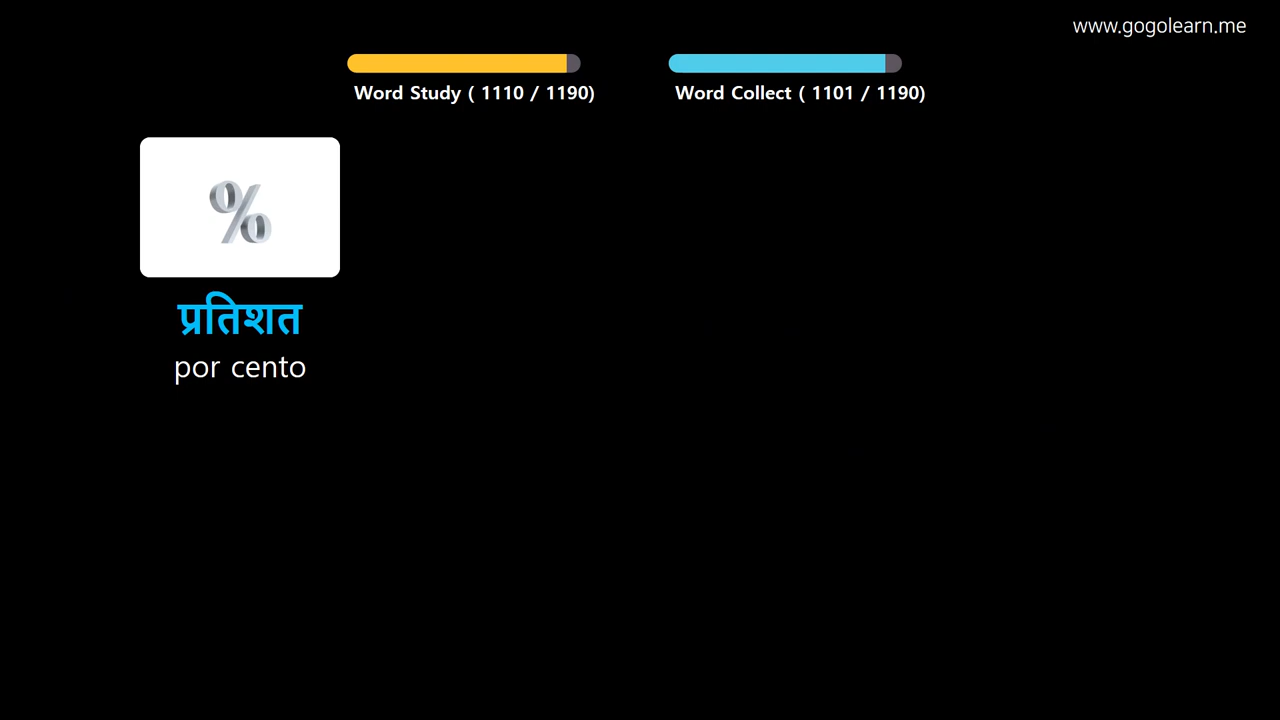 www.gogolearn.me
Word Study ( 1110 / 1190)
Word Collect ( 1101 / 1190)
%
प्रतिशत
por cento